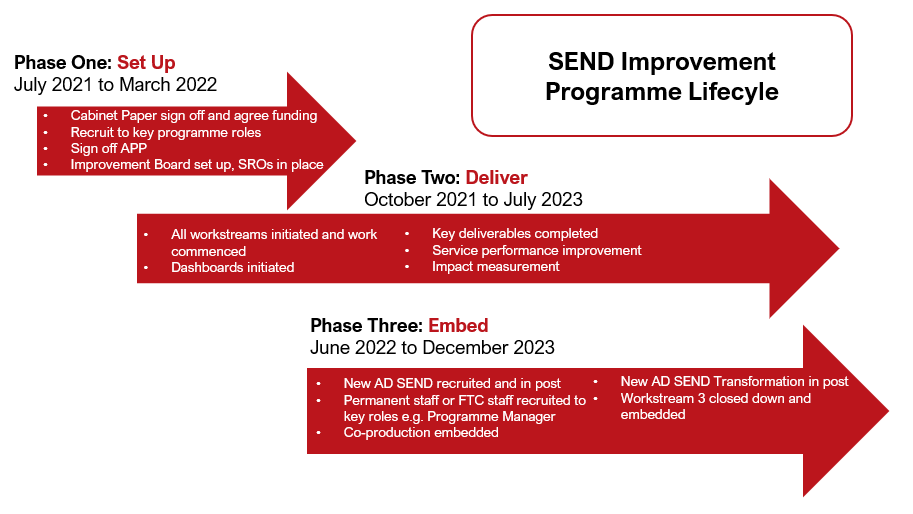 SEND Improvement
Programme Lifecyle
Phase One: Set Up
July 2021 to March 2022
• Cabinet Paper sign off and agree funding
• Recruit to key programme roles
• Sign off APP
• Improvement Board set up, SROs in place
Phase Two: Deliver
October 2021 to July 2023
• All workstreams initiated and work
commenced
• Dashboards initiated
• Key deliverables completed
• Service performance improvement
• Impact measurement
Phase Three: Embed
June 2022 to December 2023
• New AD SEND recruited and in post
• Permanent staff or FTC staff recruited to
key roles e.g. Programme Manager
• Co-production embedded
• New AD SEND Transformation in post
• Workstream 3 closed down and
embedded